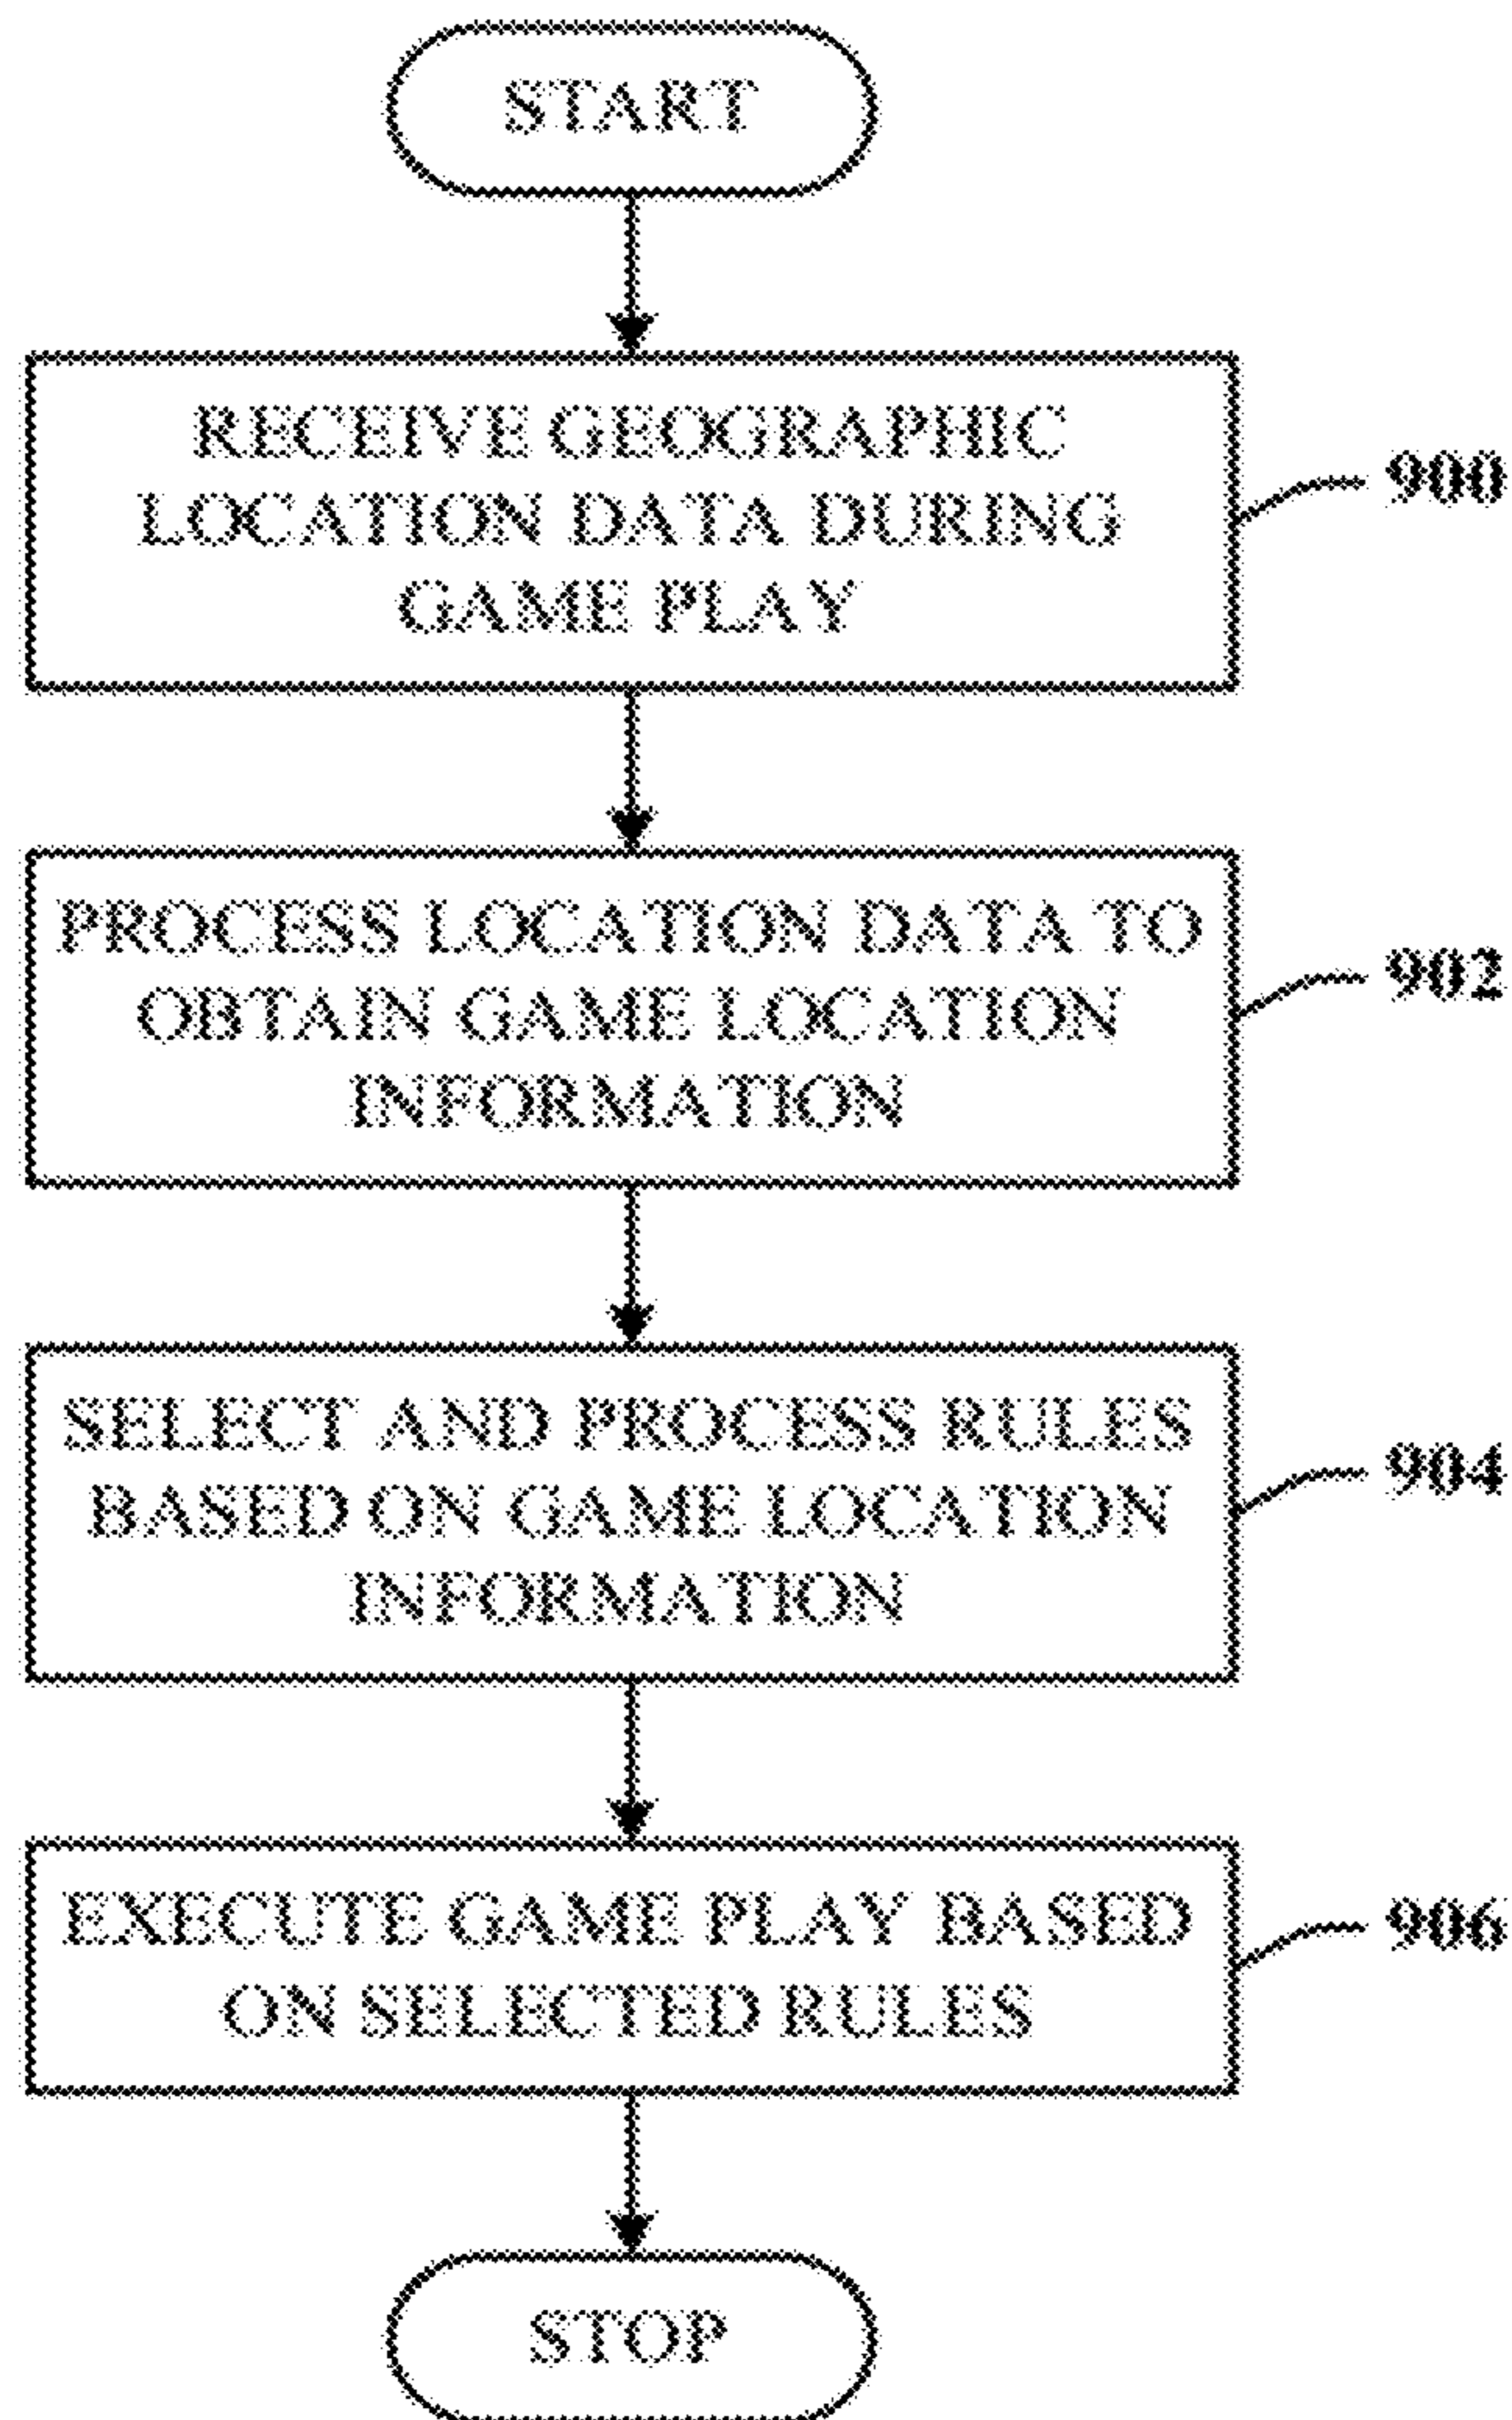 START
RECEIVE GEOGRAPHIC
LOCATION DATA DURING
GAME PLAY
900
PROCESS LOCATION DATA TO
OBTAIN GAME LOCATION
INFORMATION
902
SELECT AND PROCESS RULES
BASED ON GAME LOCATION
INFORMATION
904
EXECUTE GAME PLAY BASED
ON SELECTED RULES
906
STOP